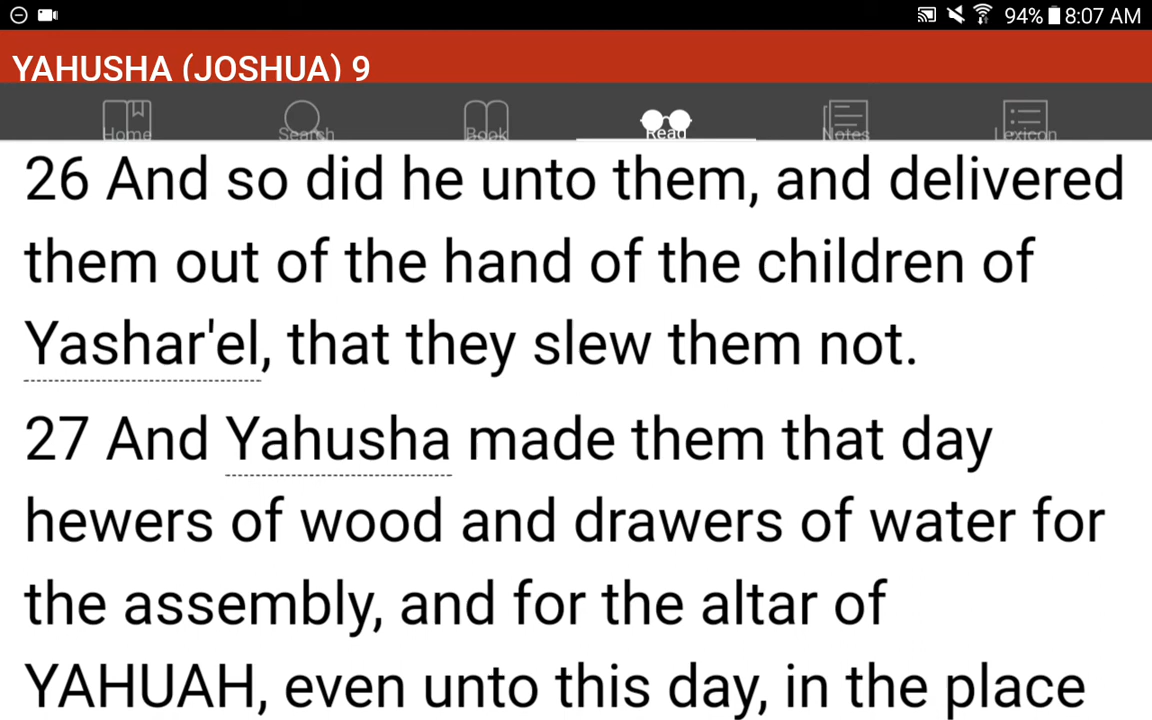 94% 8:07 AM
YAHUSHA (JOSHUA) 9
Home Search Book Read Notes Lexicon
26 And so did he unto them, and delivered
them out of the hand of the children of
Yashar'el, that they slew them not.
27 And Yahusha made them that day
hewers of wood and drawers of water for
the assembly, and for the altar of
YAHUAH, even unto this day, in the place